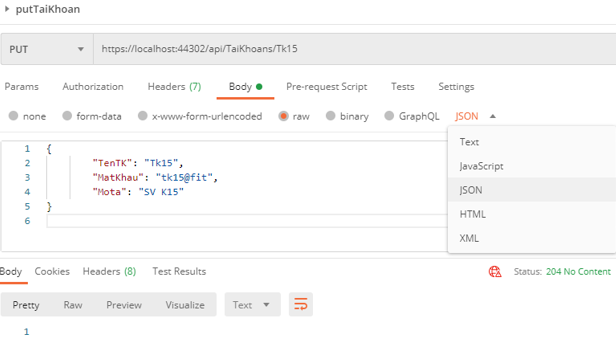 putTaiKhoan
PUT https://localhost:44302/api/TaiKhoans/Tk15
Params Authorization Headers (7) Body Pre-request Script Tests Settings
none form-data x-www-form-urlencoded raw binary GraphQL JSON
Text
JavaScript
JSON
HTML
XML
1 {
2 "TenTK": "Tk15",
3 "MatKhau": "tk15@fit",
4 "Mota": "SV K15"
5 }
6
Body Cookies Headers (8) Test Results Status: 204 No Content
Pretty Raw Preview Visualize Text
1